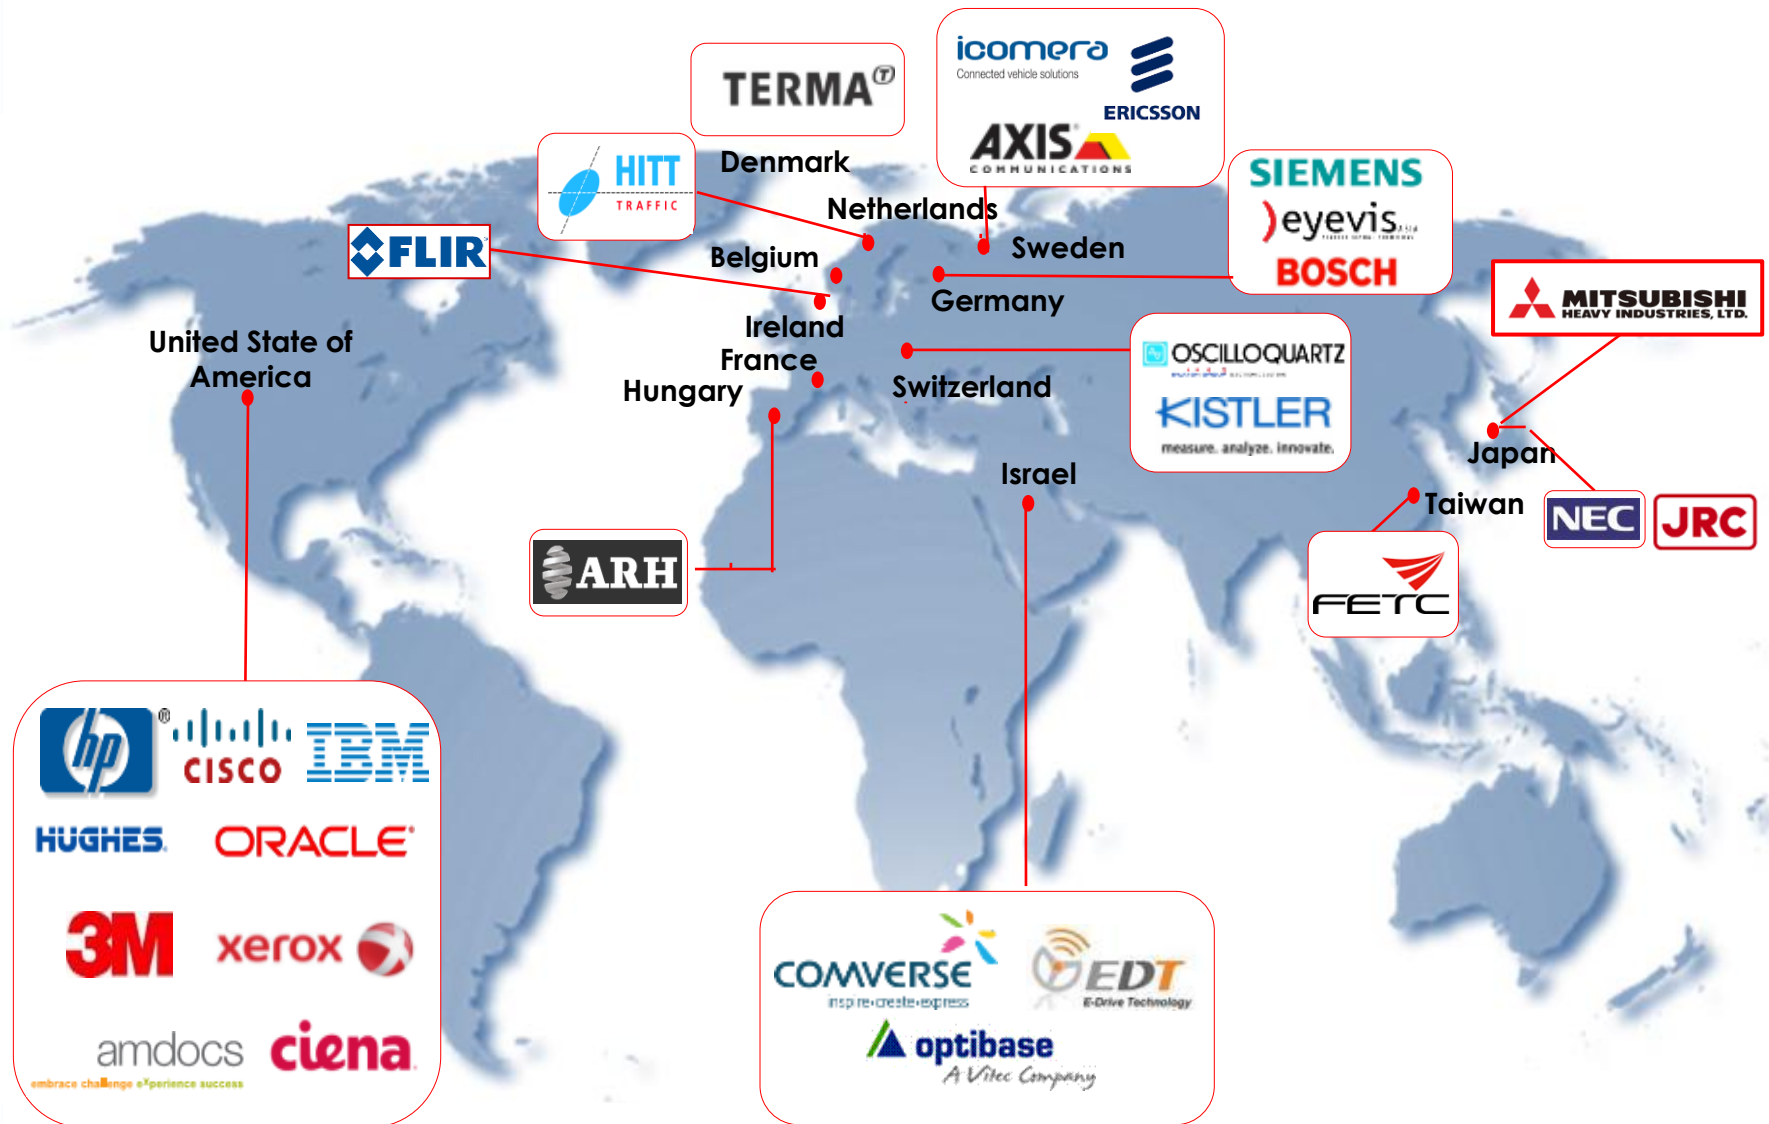 icomera
Connected vehicle solutions
ERICSSON
AXIS
COMMUNICATIONS
TERMA T
Denmark
HITT
TRAFFIC
SIEMENS
eyevis
BOSCH
Netherlands
Sweden
Belgium
FLIR
Germany
MITSUBISHI
HEAVY INDUSTRIES, LTD.
Ireland
United State of
America
France
OSCILLOQUARTZ
Hungary
Switzerland
KISTLER
measure. analyze. innovate.
Japan
Israel
Taiwan
NEC
JRC
ARH
FETC
hp ®
CISCO
IBM
HUGHES.
ORACLE
3M
xerox
COMVERSE
inspire•create•express
EDT
E-Drive Technology
optibase
A Vitec Company
amdocs
embrace challenge experience success
ciena